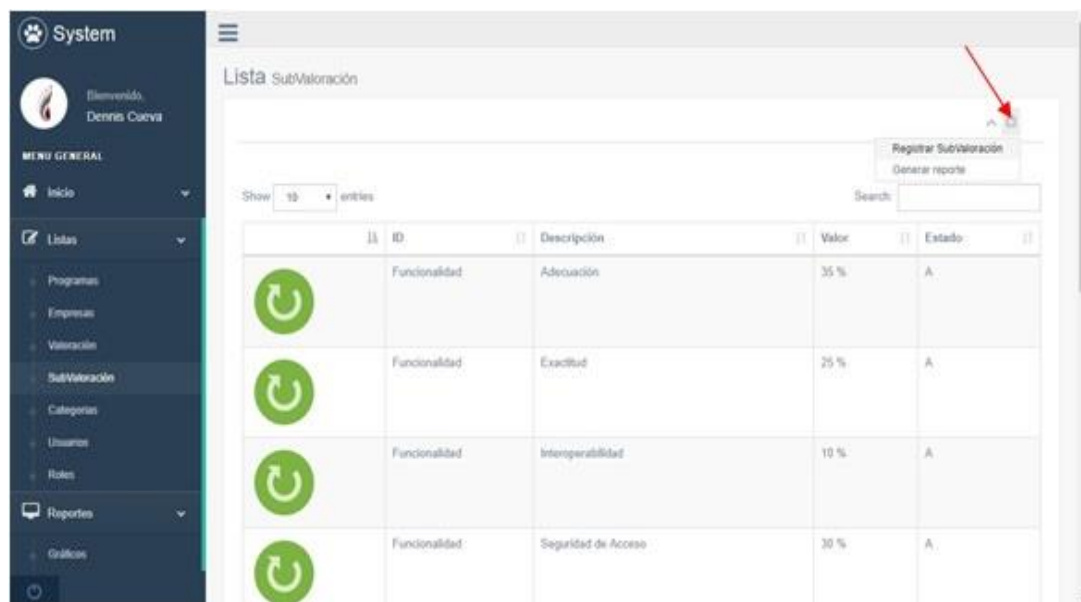 System
Bienvenido,
Dennis Cueva
MENU GENERAL
Inicio
Listas
Programas
Empresas
Valoración
SubValoración
Categorias
Usuarios
Roles
Reportes
Gráficos
Lista SubValoración
Registrar SubValoración
Generar reporte
Show 10 entries
Search:
ID Descripción Valor Estado
Funcionalidad Adecuación 35 % A
Funcionalidad Exactitud 25 % A
Funcionalidad Interoperabilidad 10 % A
Funcionalidad Seguridad de Acceso 30 % A